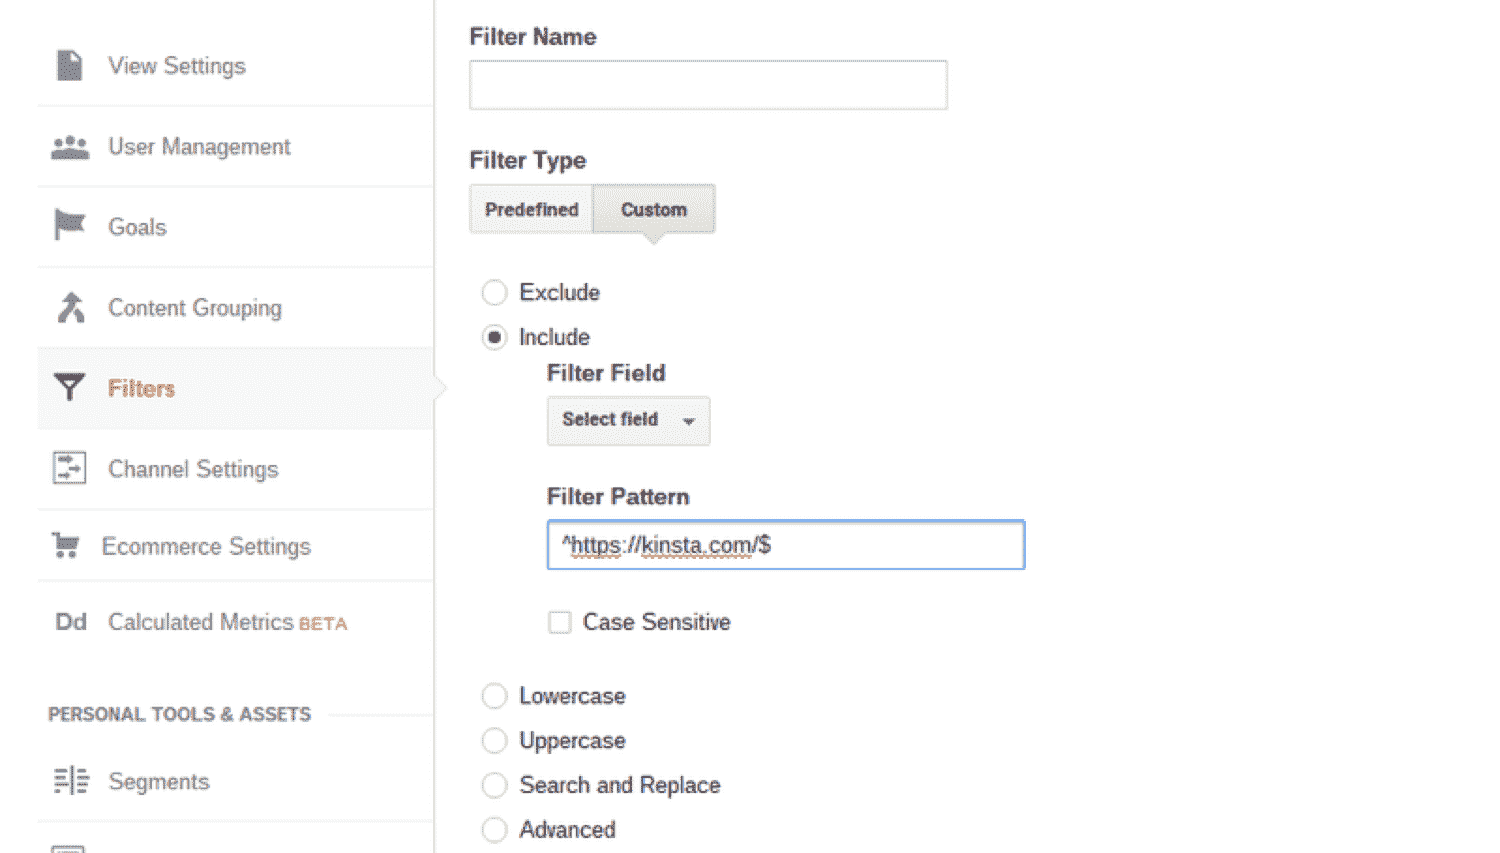 View Settings
User Management
Goals
Content Grouping
Filters
Channel Settings
Ecommerce Settings
Dd Calculated Metrics BETA
PERSONAL TOOLS & ASSETS
Segments
Filter Name
Filter Type
Predefined Custom
Exclude
Include
Filter Field
Select field
Filter Pattern
^https://kinsta.com/$
Case Sensitive
Lowercase
Uppercase
Search and Replace
Advanced